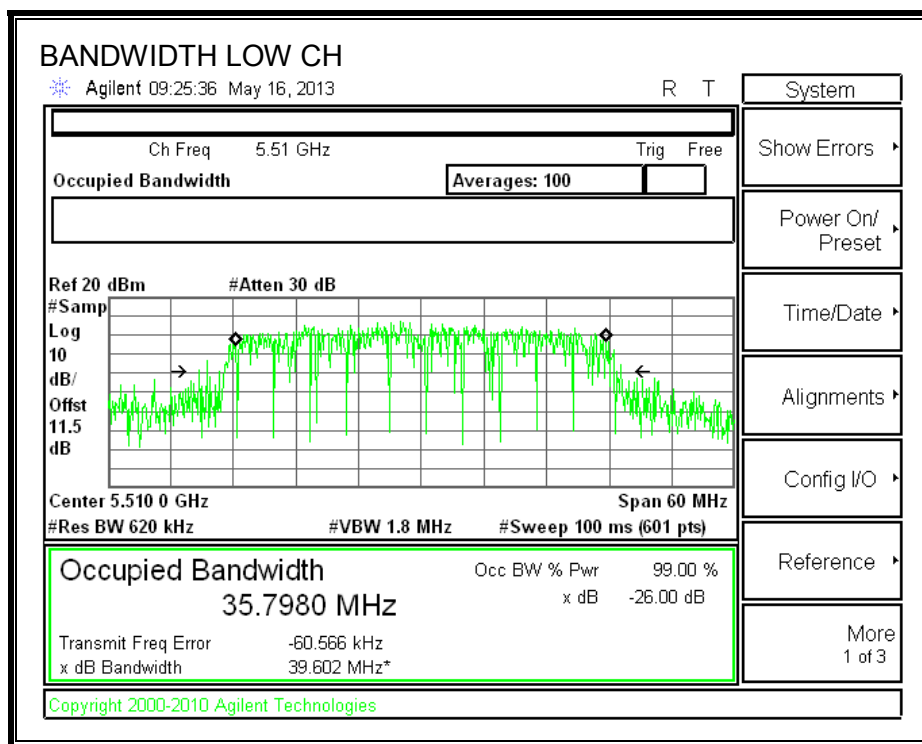 BANDWIDTH LOW CH
Agilent 09:25:36 May 16, 2013 R T
System
Ch Freq 5.51 GHz Trig Free
Show Errors
Occupied Bandwidth Averages: 100
Power On/
Preset
Ref 20 dBm #Atten 30 dB
#Samp
Log
10
dB/
Offst
11.5
dB
Time/Date
Alignments
Config I/O
Center 5.510 0 GHz Span 60 MHz
#Res BW 620 kHz #VBW 1.8 MHz #Sweep 100 ms (601 pts)
Occupied Bandwidth Occ BW % Pwr 99.00 %
35.7980 MHz x dB -26.00 dB
Reference
Transmit Freq Error -60.566 kHz
x dB Bandwidth 39.602 MHz*
More
1 of 3
Copyright 2000-2010 Agilent Technologies